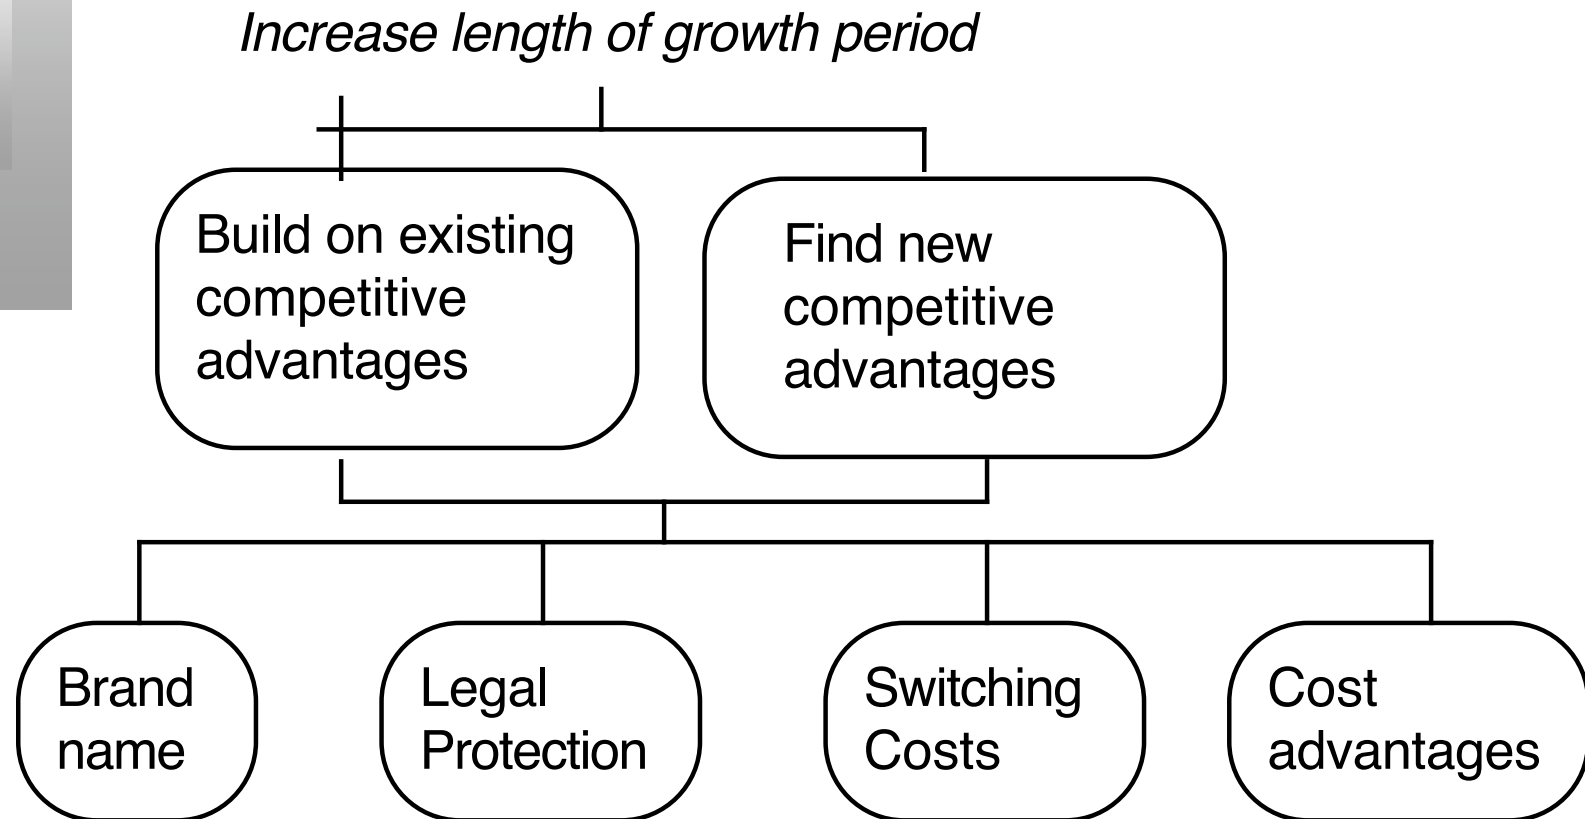 Increase length of growth period
Build on existing
competitive
advantages
Find new
competitive
advantages
Brand
name
Legal
Protection
Switching
Costs
Cost
advantages